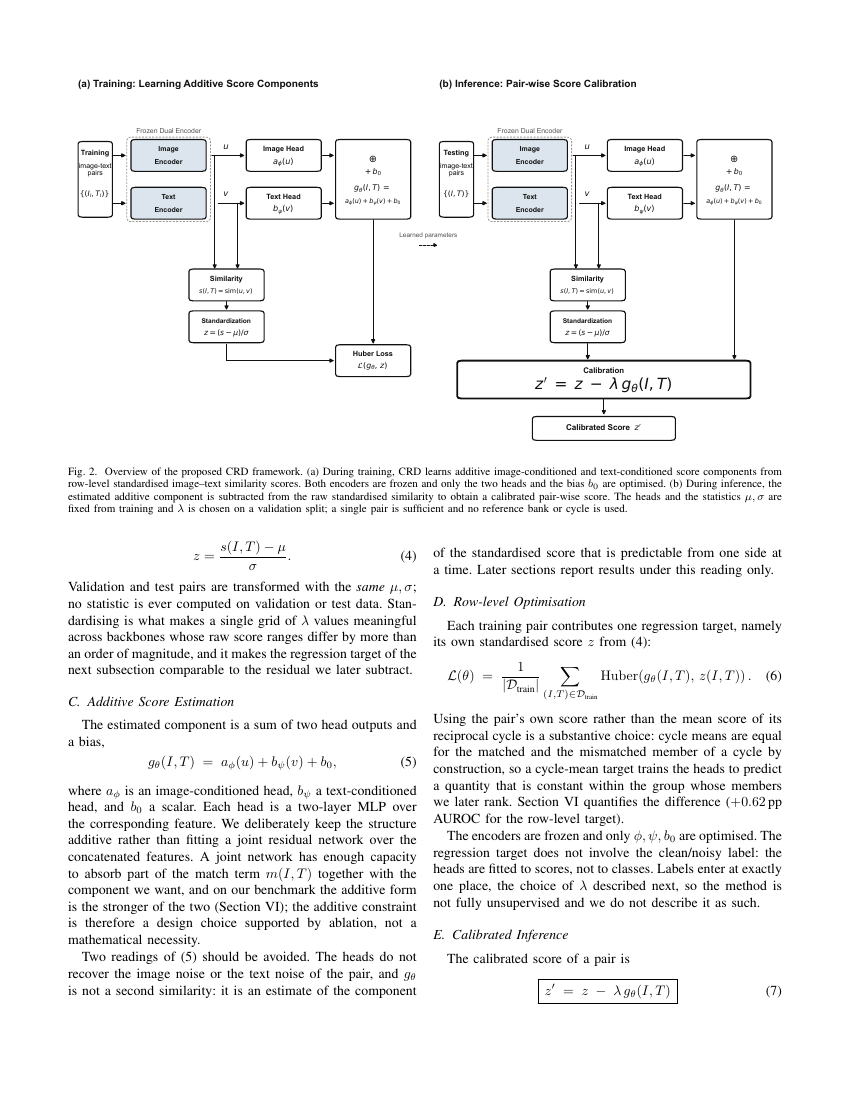 (a) Training: Learning Additive Score Components
Frozen Dual Encoder
Training
image-text
pairs
{(Iᵢ, Tᵢ)}
Image
Encoder
Text
Encoder
u
v
Image Head
aϕ(u)
Text Head
bψ(v)
⊕
+ b₀
gθ(I, T) =
aϕ(u) + bψ(v) + b₀
Similarity
s(I, T) = sim(u, v)
Standardization
z = (s − μ)/σ
Huber Loss
ℒ(gθ, z)
Learned parameters
(b) Inference: Pair-wise Score Calibration
Frozen Dual Encoder
Testing
image-text
pairs
{(I, T)}
Image
Encoder
Text
Encoder
u
v
Image Head
aϕ(u)
Text Head
bψ(v)
⊕
+ b₀
gθ(I, T) =
aϕ(u) + bψ(v) + b₀
Similarity
s(I, T) = sim(u, v)
Standardization
z = (s − μ)/σ
Calibration
z′ = z − λ gθ(I, T)
Calibrated Score z′
Fig. 2. Overview of the proposed CRD framework. (a) During training, CRD learns additive image-conditioned and text-conditioned score components from
row-level standardised image–text similarity scores. Both encoders are frozen and only the two heads and the bias b₀ are optimised. (b) During inference, the
estimated additive component is subtracted from the raw standardised similarity to obtain a calibrated pair-wise score. The heads and the statistics μ, σ are
fixed from training and λ is chosen on a validation split; a single pair is sufficient and no reference bank or cycle is used.
z = (s(I, T) − μ)/σ. (4)
Validation and test pairs are transformed with the same μ, σ;
no statistic is ever computed on validation or test data. Stan-
dardising is what makes a single grid of λ values meaningful
across backbones whose raw score ranges differ by more than
an order of magnitude, and it makes the regression target of the
next subsection comparable to the residual we later subtract.
C. Additive Score Estimation
The estimated component is a sum of two head outputs and
a bias,
gθ(I, T) = aϕ(u) + bψ(v) + b₀, (5)
where aϕ is an image-conditioned head, bψ a text-conditioned
head, and b₀ a scalar. Each head is a two-layer MLP over
the corresponding feature. We deliberately keep the structure
additive rather than fitting a joint residual network over the
concatenated features. A joint network has enough capacity
to absorb part of the match term m(I, T) together with the
component we want, and on our benchmark the additive form
is the stronger of the two (Section VI); the additive constraint
is therefore a design choice supported by ablation, not a
mathematical necessity.
Two readings of (5) should be avoided. The heads do not
recover the image noise or the text noise of the pair, and gθ
is not a second similarity: it is an estimate of the component
of the standardised score that is predictable from one side at
a time. Later sections report results under this reading only.
D. Row-level Optimisation
Each training pair contributes one regression target, namely
its own standardised score z from (4):
ℒ(θ) = 1/|𝒟train| ∑(I,T)∈𝒟train Huber(gθ(I, T), z(I, T)). (6)
Using the pair's own score rather than the mean score of its
reciprocal cycle is a substantive choice: cycle means are equal
for the matched and the mismatched member of a cycle by
construction, so a cycle-mean target trains the heads to predict
a quantity that is constant within the group whose members
we later rank. Section VI quantifies the difference (+0.62 pp
AUROC for the row-level target).
The encoders are frozen and only ϕ, ψ, b₀ are optimised. The
regression target does not involve the clean/noisy label: the
heads are fitted to scores, not to classes. Labels enter at exactly
one place, the choice of λ described next, so the method is
not fully unsupervised and we do not describe it as such.
E. Calibrated Inference
The calibrated score of a pair is
z′ = z − λ gθ(I, T) (7)